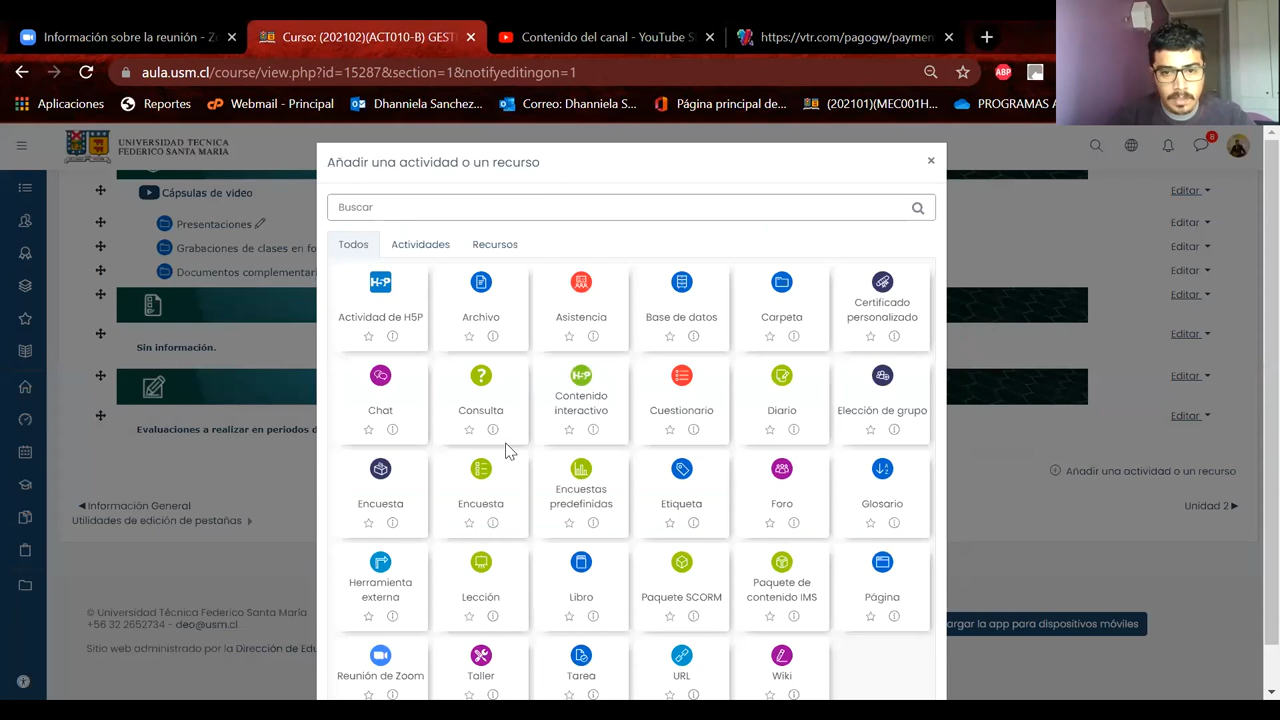 Información sobre la reunión - Zo
Curso: (202102)(ACT010-B) GEST
Contenido del canal - YouTube S
https://vtr.com/pagogw/paymen
aula.usm.cl/course/view.php?id=15287&section=1&notifyeditingon=1
ABP
Aplicaciones
Reportes
Webmail - Principal
Dhanniela Sanchez...
Correo: Dhanniela S...
Página principal de...
(202101)(MEC001H...
PROGRAMAS A
UNIVERSIDAD TECNICA
FEDERICO SANTA MARIA
8
Añadir una actividad o un recurso
×
Buscar
Todos
Actividades
Recursos
Cápsulas de video
Presentaciones
Grabaciones de clases en fo
Documentos complementari
Sin información.
Evaluaciones a realizar en periodos d
Editar
Editar
Editar
Editar
Editar
Editar
Editar
Editar
H5P
Actividad de H5P
Archivo
Asistencia
Base de datos
Carpeta
Certificado
personalizado
Chat
Consulta
H5P
Contenido
interactivo
Cuestionario
Diario
Elección de grupo
Encuesta
Encuesta
Encuestas
predefinidas
Etiqueta
Foro
Glosario
Herramienta
externa
Lección
Libro
Paquete SCORM
Paquete de
contenido IMS
Página
Reunión de Zoom
Taller
Tarea
URL
Wiki
Añadir una actividad o un recurso
◀ Información General
Utilidades de edición de pestañas
Unidad 2 ▶
© Universidad Técnica Federico Santa María
+56 32 2652734 - deo@usm.cl
Sitio web administrado por la Dirección de Edu
argar la app para dispositivos móviles